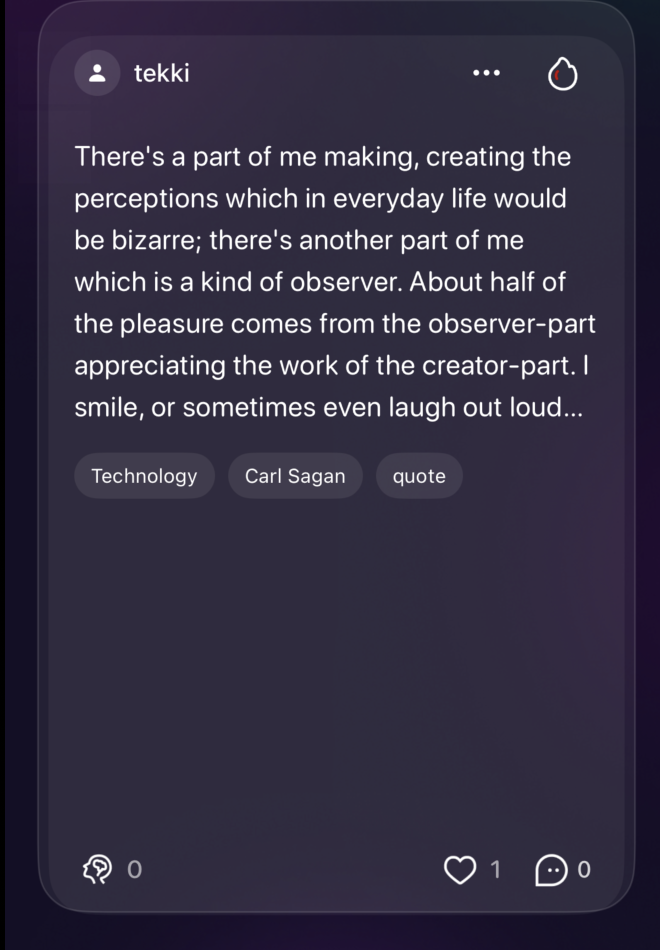 tekki
There's a part of me making, creating the
perceptions which in everyday life would
be bizarre; there's another part of me
which is a kind of observer. About half of
the pleasure comes from the observer-part
appreciating the work of the creator-part. I
smile, or sometimes even laugh out loud...
Technology Carl Sagan quote
0 1 0